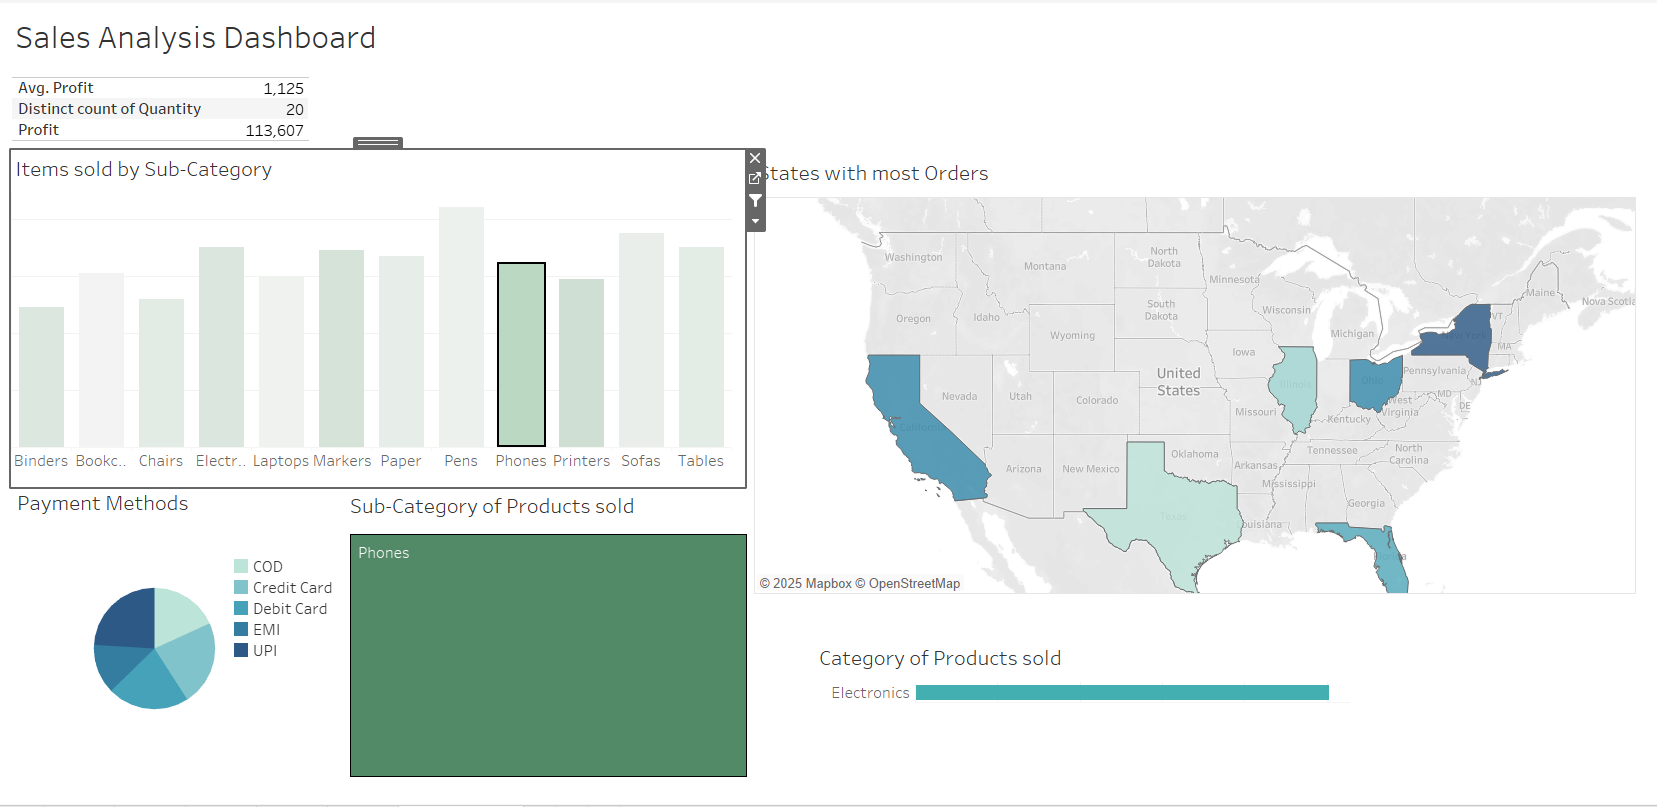 Sales Analysis Dashboard
Avg. Profit 1,125
Distinct count of Quantity 20
Profit 113,607
Items sold by Sub-Category
Binders Bookc.. Chairs Electr.. Laptops Markers Paper Pens Phones Printers Sofas Tables
States with most Orders
Washington
Montana
North Dakota
Minnesota
Maine
Nova Scotia
Oregon
Idaho
South Dakota
Wisconsin
Wyoming
Michigan
VT
New York
MA
Iowa
Nevada
Utah
Colorado
United States
Illinois
Ohio
Pennsylvania
NJ
MD
DE
West Virginia
Missouri
Kentucky
California
Arizona
New Mexico
Oklahoma
Arkansas
Tennessee
North Carolina
Mississippi
Georgia
Texas
Louisiana
© 2025 Mapbox © OpenStreetMap
Payment Methods
COD
Credit Card
Debit Card
EMI
UPI
Sub-Category of Products sold
Phones
Category of Products sold
Electronics